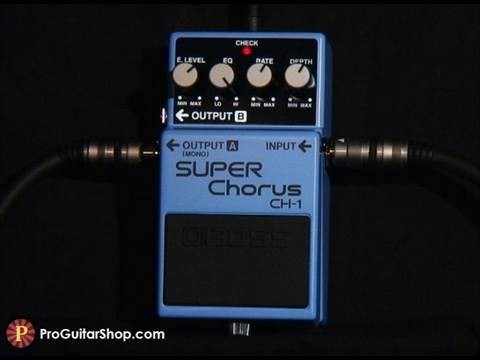 CHECK
E. LEVEL EQ RATE DEPTH
MIN MAX LO HI MIN MAX MIN MAX
OUTPUT B
OUTPUT A INPUT
(MONO)
SUPER
Chorus
CH-1
BOSS
P ProGuitarShop.com